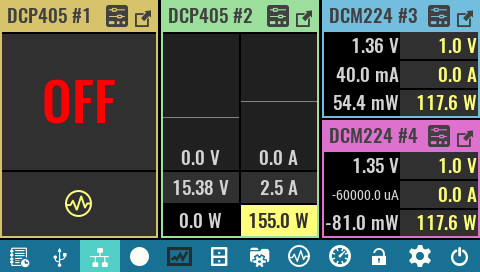 DCP405 #1
OFF
DCP405 #2
0.0 V 0.0 A
15.38 V 2.5 A
0.0 W 155.0 W
DCM224 #3
1.36 V 1.0 V
40.0 mA 0.0 A
54.4 mW 117.6 W
DCM224 #4
1.35 V 1.0 V
-60000.0 uA 0.0 A
-81.0 mW 117.6 W